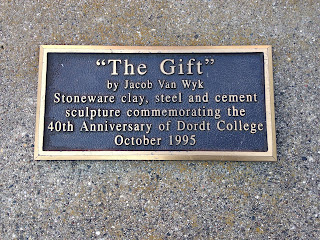 “The Gift”
by Jacob Van Wyk
Stoneware clay, steel and cement
sculpture commemorating the
40th Anniversary of Dordt College
October 1995